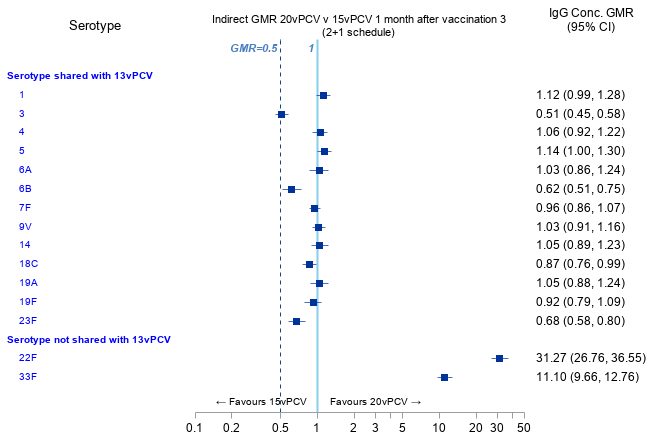 Serotype
Indirect GMR 20vPCV v 15vPCV 1 month after vaccination 3
(2+1 schedule)
IgG Conc. GMR
(95% CI)
GMR=0.5 1
Serotype shared with 13vPCV
1 1.12 (0.99, 1.28)
3 0.51 (0.45, 0.58)
4 1.06 (0.92, 1.22)
5 1.14 (1.00, 1.30)
6A 1.03 (0.86, 1.24)
6B 0.62 (0.51, 0.75)
7F 0.96 (0.86, 1.07)
9V 1.03 (0.91, 1.16)
14 1.05 (0.89, 1.23)
18C 0.87 (0.76, 0.99)
19A 1.05 (0.88, 1.24)
19F 0.92 (0.79, 1.09)
23F 0.68 (0.58, 0.80)
Serotype not shared with 13vPCV
22F 31.27 (26.76, 36.55)
33F 11.10 (9.66, 12.76)
← Favours 15vPCV Favours 20vPCV →
0.1 0.2 0.5 1 2 3 5 10 20 30 50